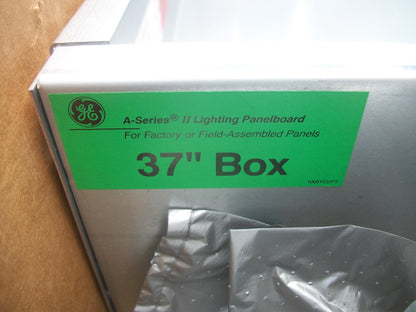 GE
A-Series® II Lighting Panelboard
For Factory or Field-Assembled Panels
37" Box